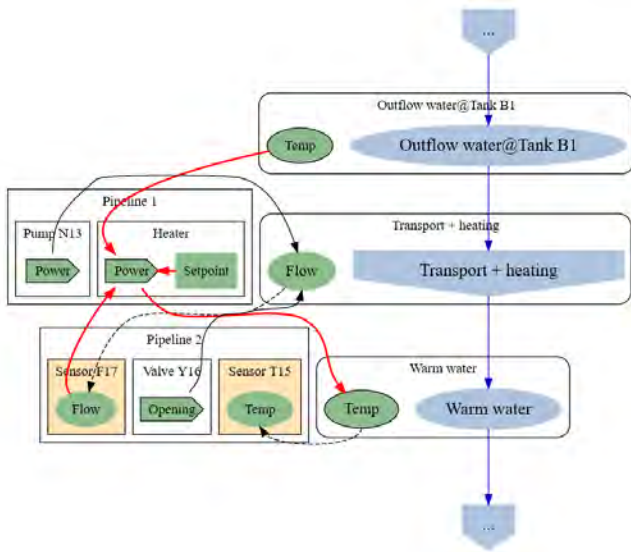 ...
Outflow water@Tank B1
Temp
Outflow water@Tank B1
Pipeline 1
Pump N13
Heater
Transport + heating
Power
Power
Setpoint
Flow
Transport + heating
Pipeline 2
Sensor F17
Valve Y16
Sensor T15
Warm water
Flow
Opening
Temp
Temp
Warm water
...